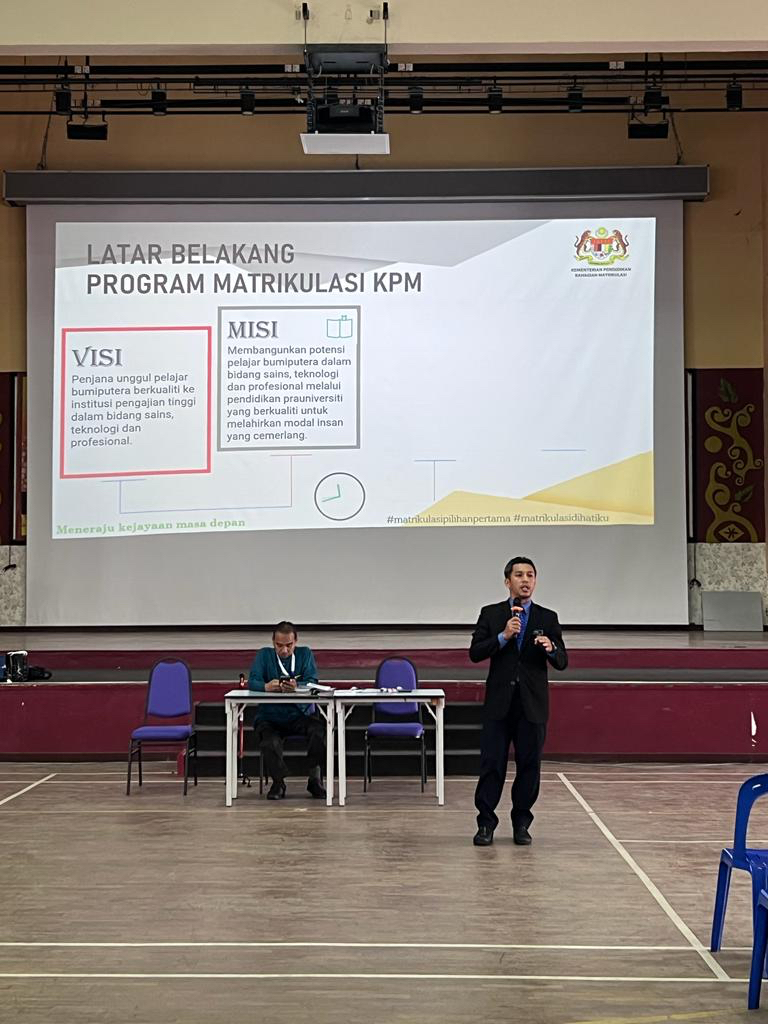 LATAR BELAKANG
PROGRAM MATRIKULASI KPM
KEMENTERIAN PENDIDIKAN
BAHAGIAN MATRIKULASI
VISI
Penjana unggul pelajar
bumiputera berkualiti ke
institusi pengajian tinggi
dalam bidang sains,
teknologi dan
profesional.
MISI
Membangunkan potensi
pelajar bumiputera dalam
bidang sains, teknologi
dan profesional melalui
pendidikan prauniversiti
yang berkualiti untuk
melahirkan modal insan
yang cemerlang.
Meneraju kejayaan masa depan
#matrikulasipilihanpertama #matrikulasidihatiku